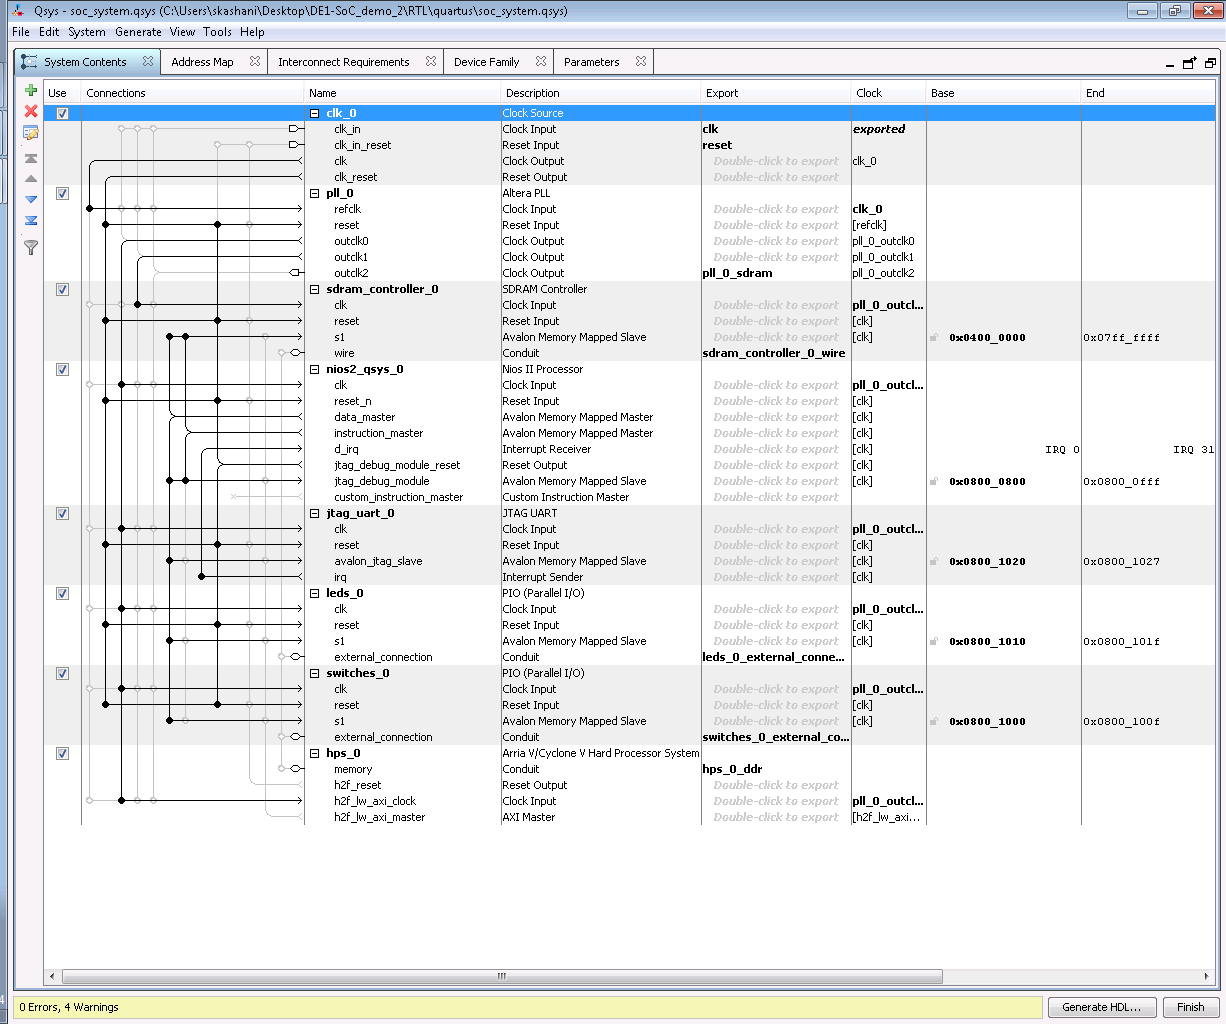 Qsys - soc_system.qsys (C:\Users\skashani\Desktop\DE1-SoC_demo_2\RTL\quartus\soc_system.qsys)
File Edit System Generate View Tools Help
System Contents Address Map Interconnect Requirements Device Family Parameters
Use Connections Name Description Export Clock Base End
clk_0 Clock Source
clk_in Clock Input clk exported
clk_in_reset Reset Input reset
clk Clock Output Double-click to export clk_0
clk_reset Reset Output Double-click to export
pll_0 Altera PLL
refclk Clock Input Double-click to export clk_0
reset Reset Input Double-click to export [refclk]
outclk0 Clock Output Double-click to export pll_0_outclk0
outclk1 Clock Output Double-click to export pll_0_outclk1
outclk2 Clock Output pll_0_sdram pll_0_outclk2
sdram_controller_0 SDRAM Controller
clk Clock Input Double-click to export pll_0_outcl...
reset Reset Input Double-click to export [clk]
s1 Avalon Memory Mapped Slave Double-click to export [clk] 0x0400_0000 0x07ff_ffff
wire Conduit sdram_controller_0_wire
nios2_qsys_0 Nios II Processor
clk Clock Input Double-click to export pll_0_outcl...
reset_n Reset Input Double-click to export [clk]
data_master Avalon Memory Mapped Master Double-click to export [clk]
instruction_master Avalon Memory Mapped Master Double-click to export [clk]
d_irq Interrupt Receiver Double-click to export [clk] IRQ 0 IRQ 31
jtag_debug_module_reset Reset Output Double-click to export [clk]
jtag_debug_module Avalon Memory Mapped Slave Double-click to export [clk] 0x0800_0800 0x0800_0fff
custom_instruction_master Custom Instruction Master Double-click to export
jtag_uart_0 JTAG UART
clk Clock Input Double-click to export pll_0_outcl...
reset Reset Input Double-click to export [clk]
avalon_jtag_slave Avalon Memory Mapped Slave Double-click to export [clk] 0x0800_1020 0x0800_1027
irq Interrupt Sender Double-click to export [clk]
leds_0 PIO (Parallel I/O)
clk Clock Input Double-click to export pll_0_outcl...
reset Reset Input Double-click to export [clk]
s1 Avalon Memory Mapped Slave Double-click to export [clk] 0x0800_1010 0x0800_101f
external_connection Conduit leds_0_external_conne...
switches_0 PIO (Parallel I/O)
clk Clock Input Double-click to export pll_0_outcl...
reset Reset Input Double-click to export [clk]
s1 Avalon Memory Mapped Slave Double-click to export [clk] 0x0800_1000 0x0800_100f
external_connection Conduit switches_0_external_co...
hps_0 Arria V/Cyclone V Hard Processor System
memory Conduit hps_0_ddr
h2f_reset Reset Output Double-click to export
h2f_lw_axi_clock Clock Input Double-click to export pll_0_outcl...
h2f_lw_axi_master AXI Master Double-click to export [h2f_lw_axi...
0 Errors, 4 Warnings Generate HDL... Finish